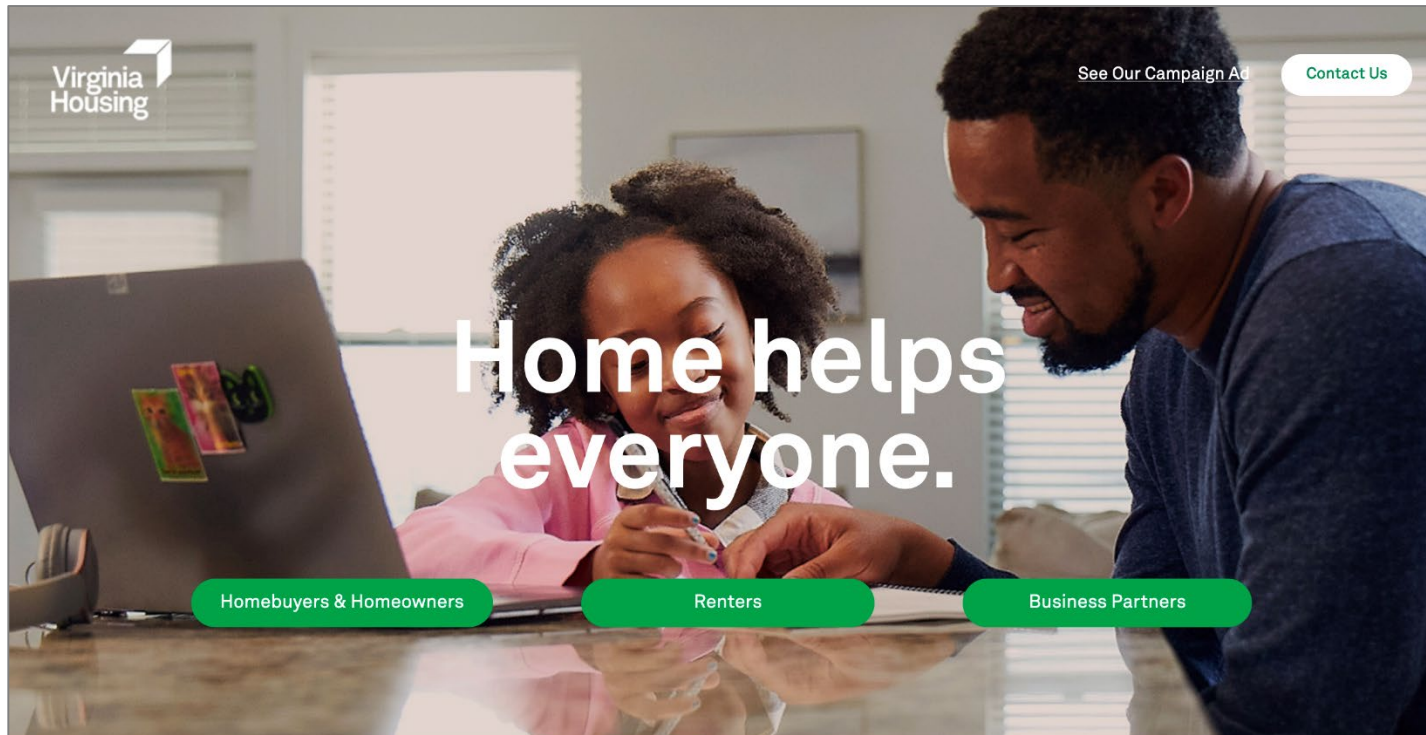 Virginia
Housing
See Our Campaign Ad
Contact Us
Home helps
everyone.
Homebuyers & Homeowners
Renters
Business Partners